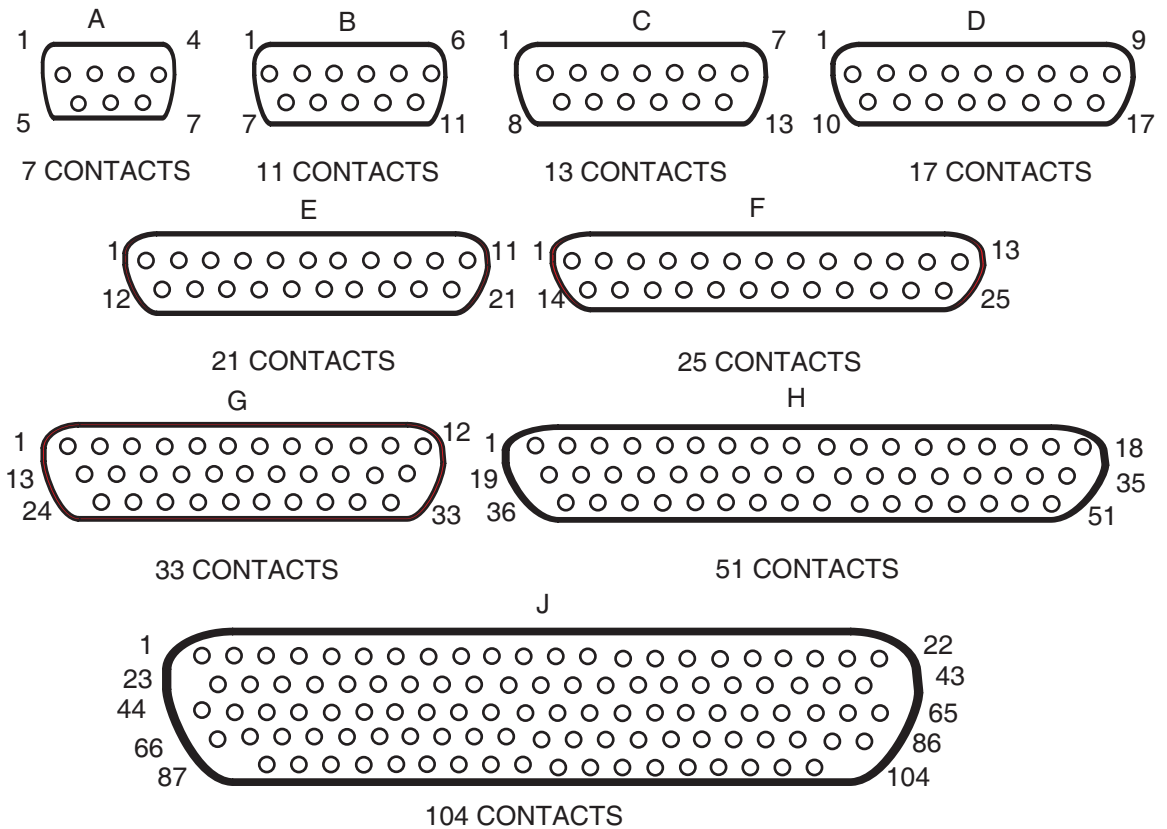 A B C D
1 4 1 6 1 7 1 9
5 7 7 11 8 13 10 17
7 CONTACTS 11 CONTACTS 13 CONTACTS 17 CONTACTS
E F
1 11 1 13
12 21 14 25
21 CONTACTS 25 CONTACTS
G H
1 12 1 18
13 19 35
24 33 36 51
33 CONTACTS 51 CONTACTS
J
1 22
23 43
44 65
66 86
87 104
104 CONTACTS